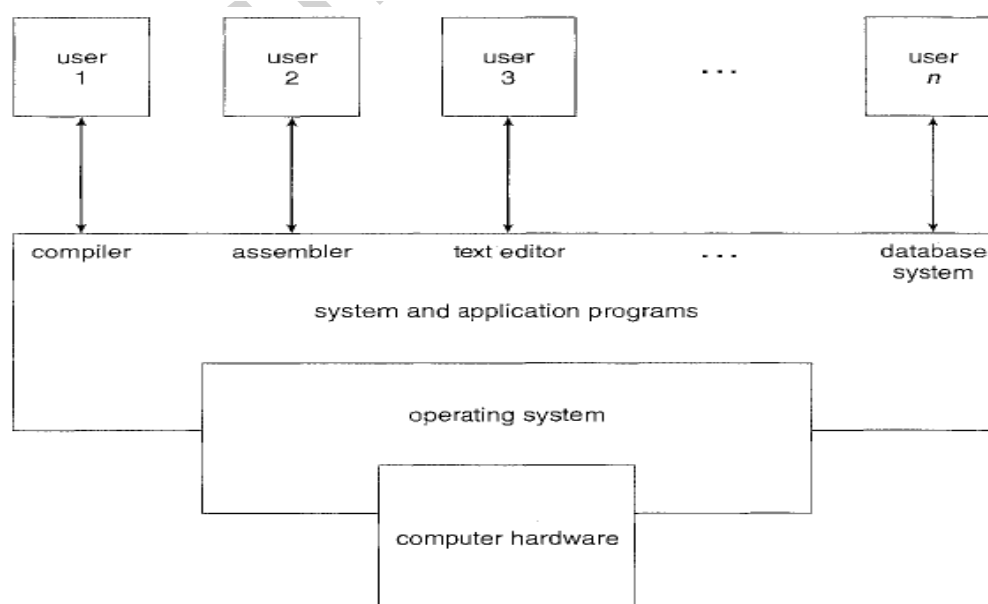 user
1
user
2
user
3
...
user
n
compiler
assembler
text editor
...
database
system
system and application programs
operating system
computer hardware